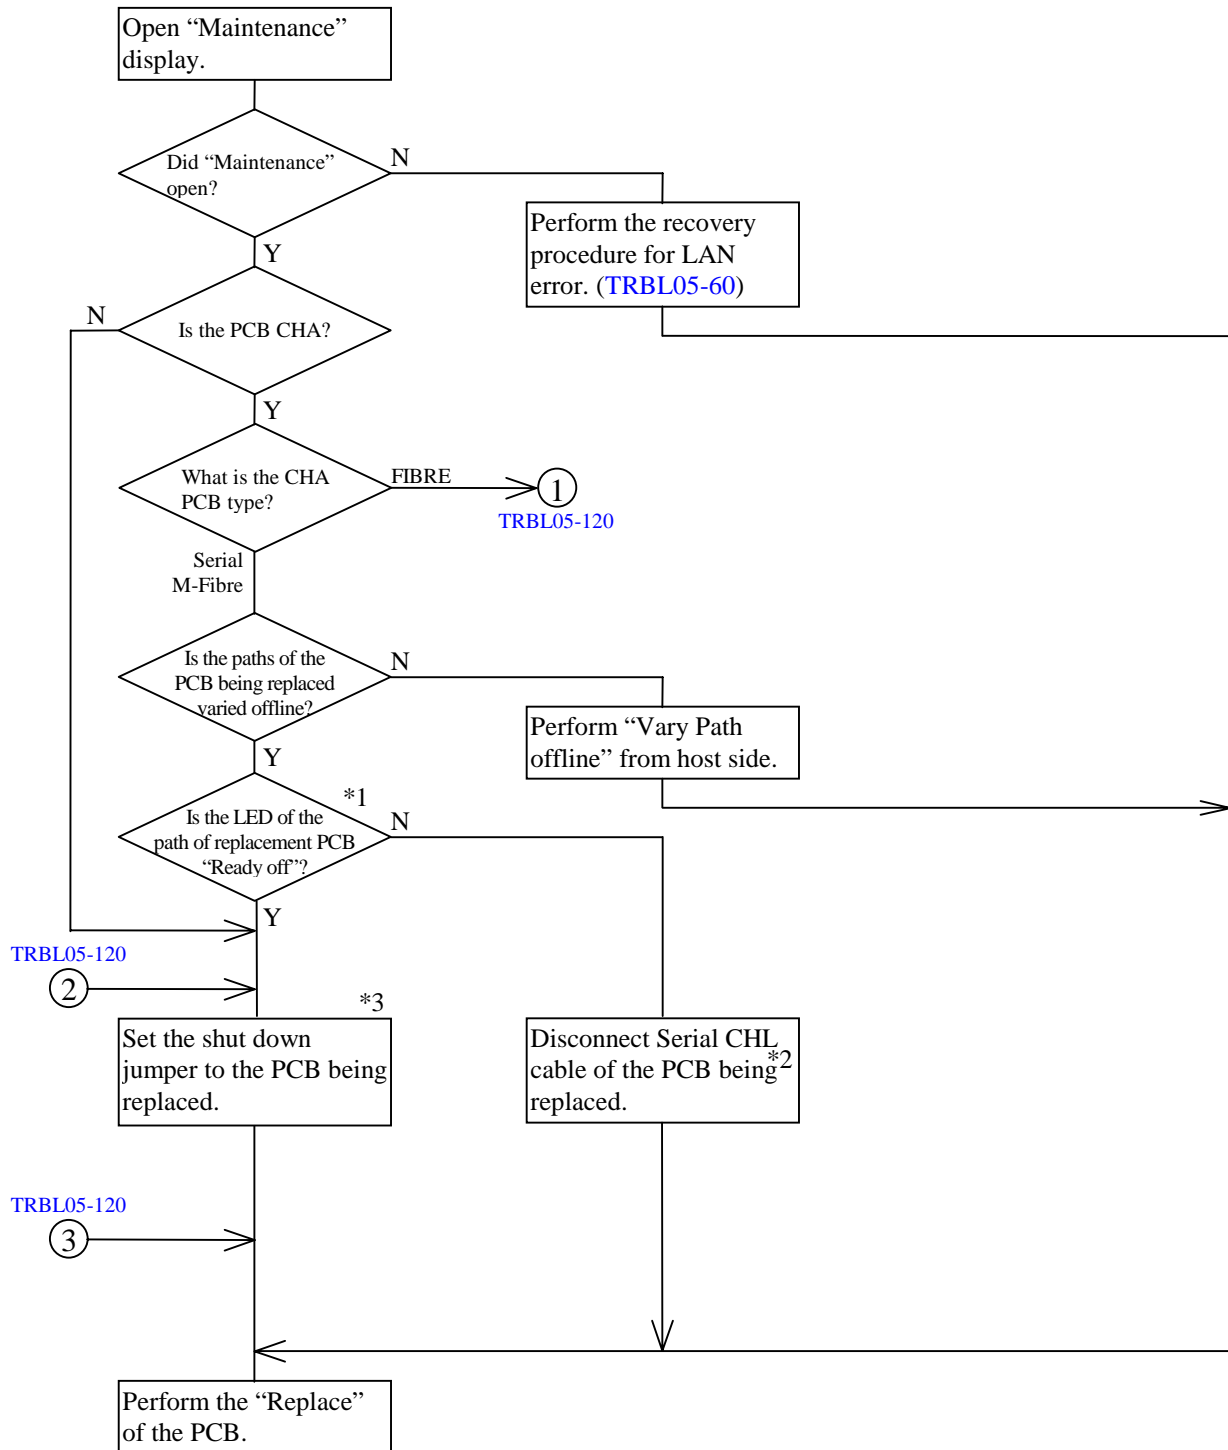 Open “Maintenance”
display.
Did “Maintenance”
open?
N
Y
Perform the recovery
procedure for LAN
error. (TRBL05-60)
N
Is the PCB CHA?
Y
What is the CHA
PCB type?
FIBRE
1
TRBL05-120
Serial
M-Fibre
Is the paths of the
PCB being replaced
varied offline?
N
Y
Perform “Vary Path
offline” from host side.
*1
Is the LED of the
path of replacement PCB
“Ready off”?
N
Y
TRBL05-120
2
*3
Set the shut down
jumper to the PCB being
replaced.
Disconnect Serial CHL
cable of the PCB being*2
replaced.
TRBL05-120
3
Perform the “Replace”
of the PCB.